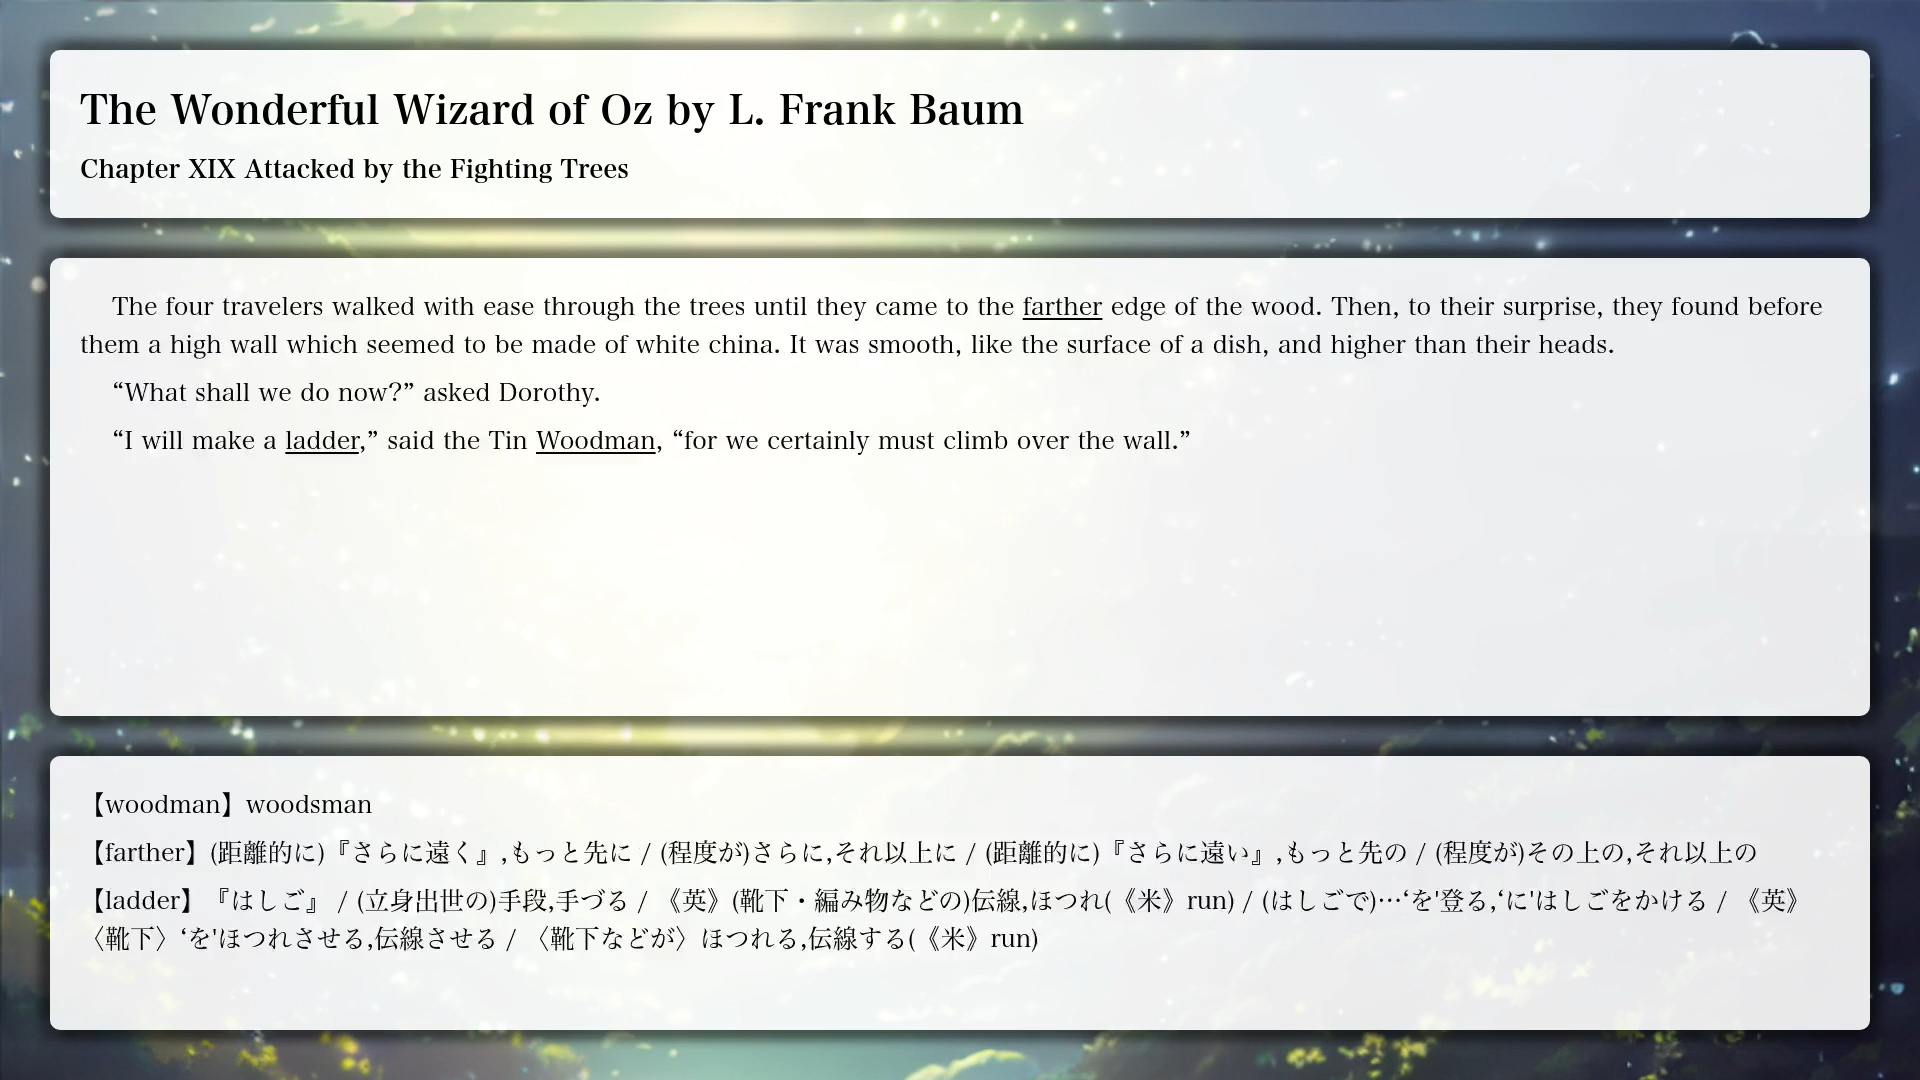 The Wonderful Wizard of Oz by L. Frank Baum
Chapter XIX Attacked by the Fighting Trees
The four travelers walked with ease through the trees until they came to the farther edge of the wood. Then, to their surprise, they found before
them a high wall which seemed to be made of white china. It was smooth, like the surface of a dish, and higher than their heads.
“What shall we do now?” asked Dorothy.
“I will make a ladder,” said the Tin Woodman, “for we certainly must climb over the wall.”
【woodman】woodsman
【farther】(距離的に)『さらに遠く』,もっと先に / (程度が)さらに,それ以上に / (距離的に)『さらに遠い』,もっと先の / (程度が)その上の,それ以上の
【ladder】『はしご』 / (立身出世の)手段,手づる / 《英》(靴下・編み物などの)伝線,ほつれ(《米》run) / (はしごで)…‘を'登る,‘に'はしごをかける / 《英》
〈靴下〉‘を'ほつれさせる,伝線させる / 〈靴下などが〉ほつれる,伝線する(《米》run)